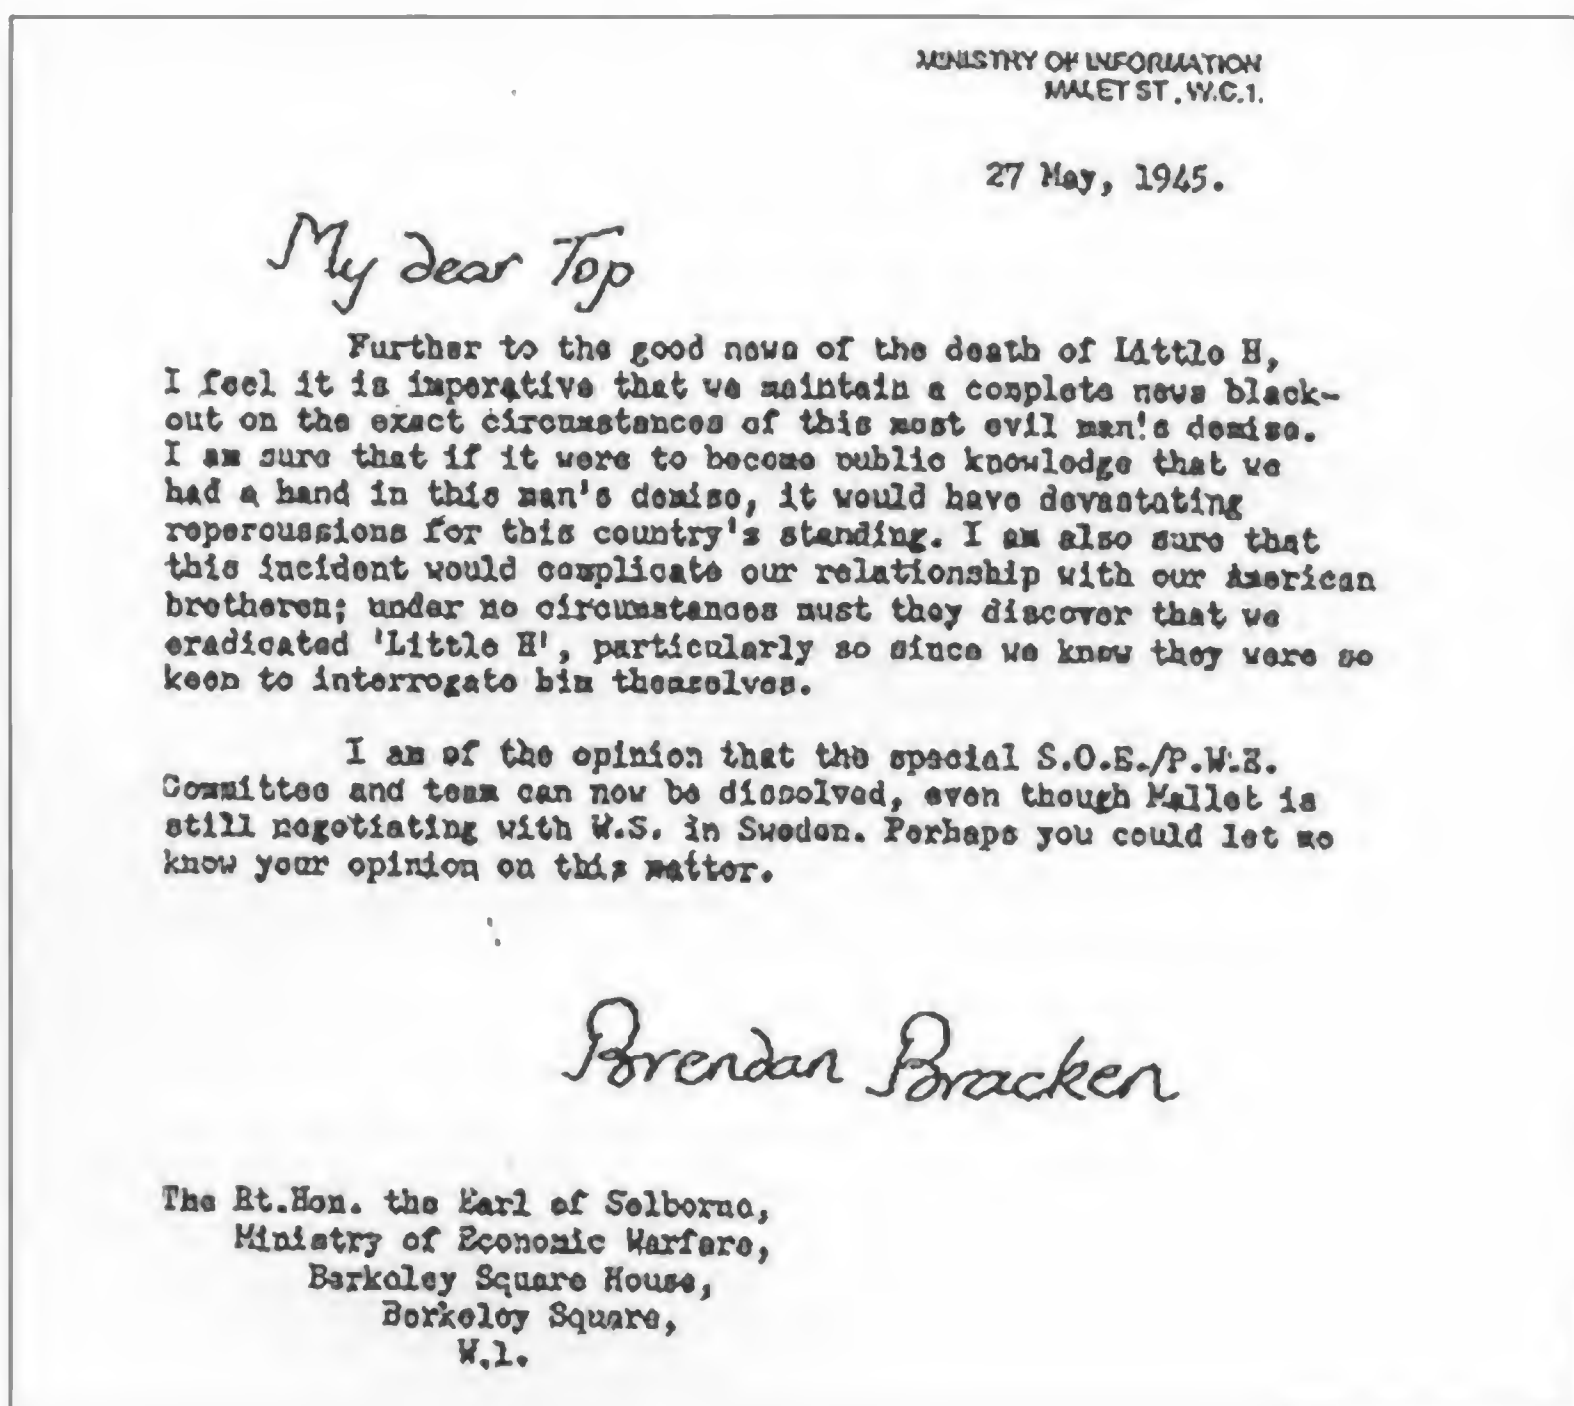 MINISTRY OF INFORMATION
MALET ST. W.C.1.
27 May, 1945.
My dear Top
Further to the good news of the death of Little H,
I feel it is imperative that we maintain a complete news black-
out on the exact circumstances of this most evil man's demise.
I am sure that if it were to become public knowledge that we
had a hand in this man's demise, it would have devastating
repercussions for this country's standing. I am also sure that
this incident would complicate our relationship with our American
bretheren; under no circumstances must they discover that we
eradicated 'Little H', particularly so since we know they were so
keen to interrogate him themselves.
I am of the opinion that the special S.O.E./P.W.E.
Committee and team can now be dissolved, even though Mallet is
still negotiating with W.S. in Sweden. Perhaps you could let me
know your opinion on this matter.
Brendan Bracken
The Rt.Hon. the Earl of Selborne,
Ministry of Economic Warfare,
Berkeley Square House,
Berkeley Square,
W.1.